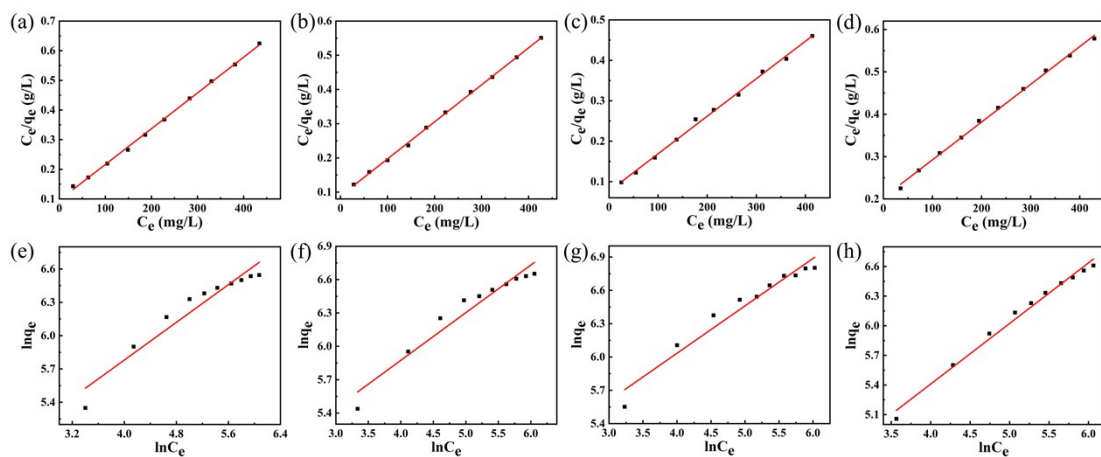 (a)
0.7
0.6
0.5
0.4
0.3
0.2
0.1
Ce/qe (g/L)
0 100 200 300 400
Ce (mg/L)
(b)
0.6
0.5
0.4
0.3
0.2
0.1
Ce/qe (g/L)
0 100 200 300 400
Ce (mg/L)
(c)
0.5
0.4
0.3
0.2
0.1
Ce/qe (g/L)
0 100 200 300 400
Ce (mg/L)
(d)
0.7
0.6
0.5
0.4
0.3
0.2
Ce/qe (g/L)
0 100 200 300 400
Ce (mg/L)
(e)
6.6
6.3
6.0
5.7
5.4
lnqe
3.2 4.0 4.8 5.6 6.4
lnCe
(f)
6.9
6.6
6.3
6.0
5.7
5.4
lnqe
3.0 3.5 4.0 4.5 5.0 5.5 6.0
lnCe
(g)
6.9
6.6
6.3
6.0
5.7
5.4
lnqe
3.0 3.5 4.0 4.5 5.0 5.5 6.0
lnCe
(h)
6.6
6.3
6.0
5.7
5.4
5.1
lnqe
3.5 4.0 4.5 5.0 5.5 6.0
lnCe